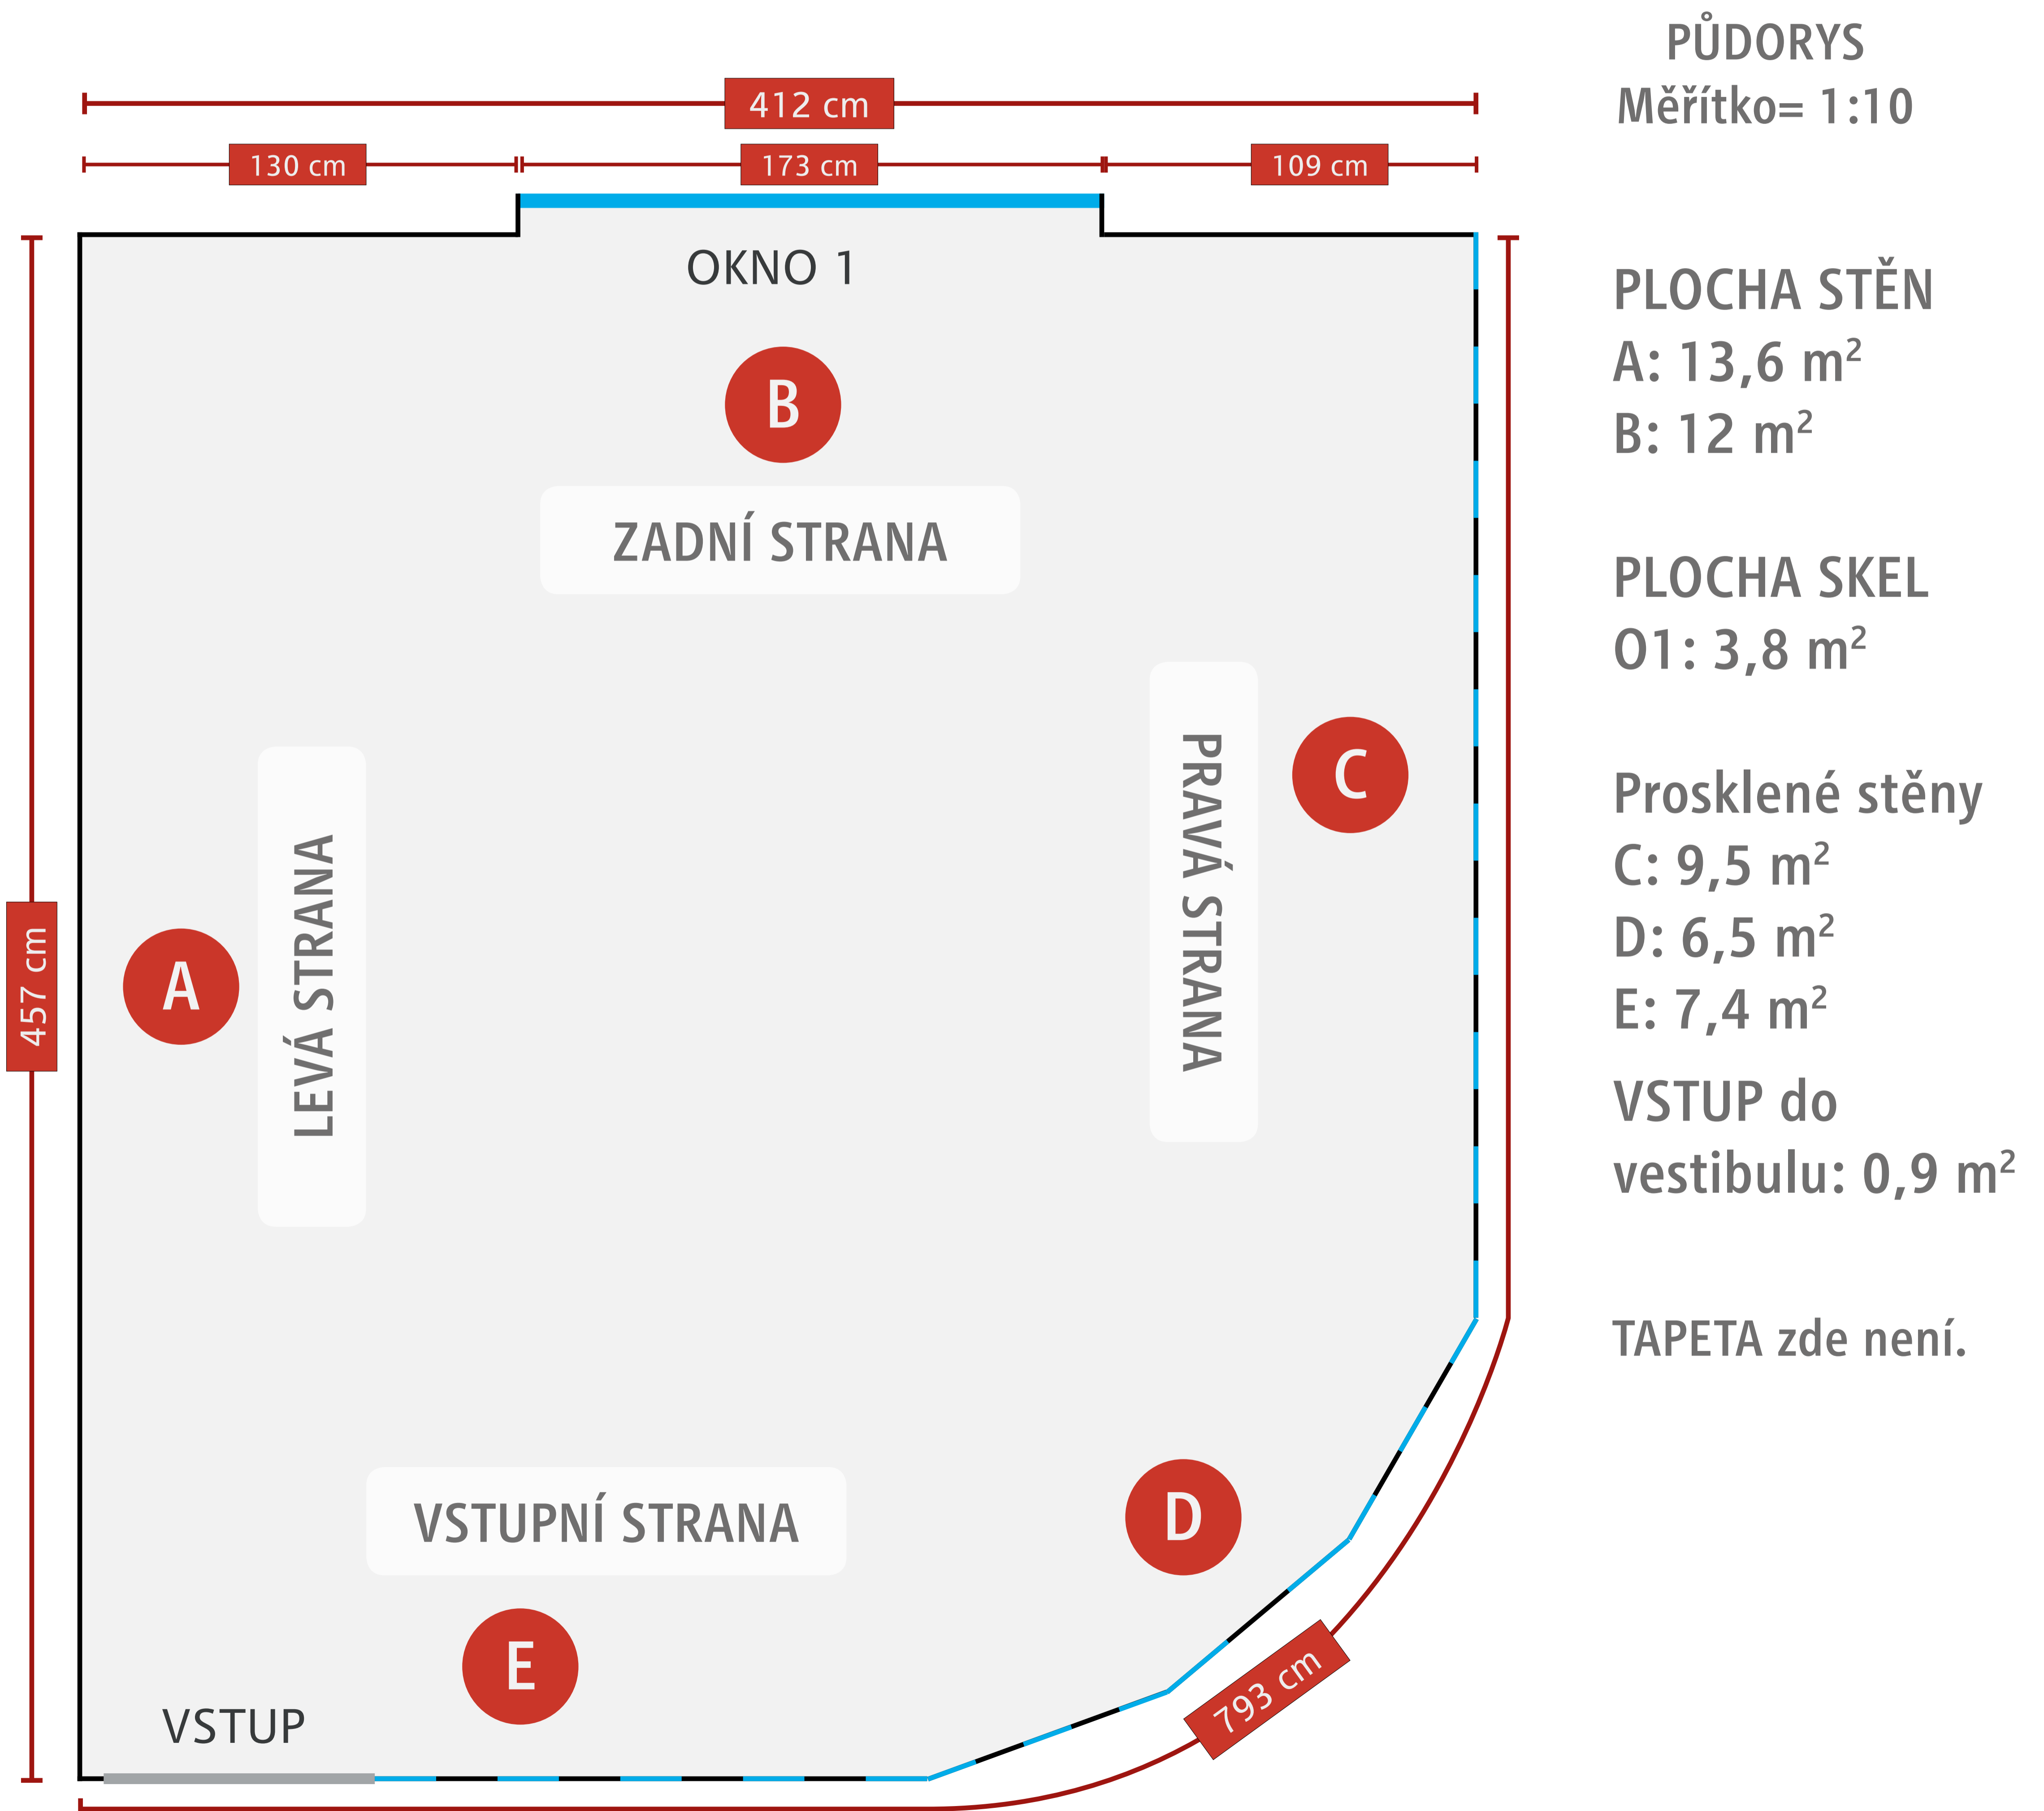 PŮDORYS
Měřítko= 1:10
412 cm
130 cm
173 cm
109 cm
OKNO 1
B
ZADNÍ STRANA
PLOCHA STĚN
A: 13,6 m²
B: 12 m²
PLOCHA SKEL
O1: 3,8 m²
Prosklené stěny
C: 9,5 m²
D: 6,5 m²
E: 7,4 m²
VSTUP do
vestibulu: 0,9 m²
TAPETA zde není.
C
PRAVÁ STRANA
457 cm
A
LEVÁ STRANA
VSTUPNÍ STRANA
D
E
VSTUP
793 cm